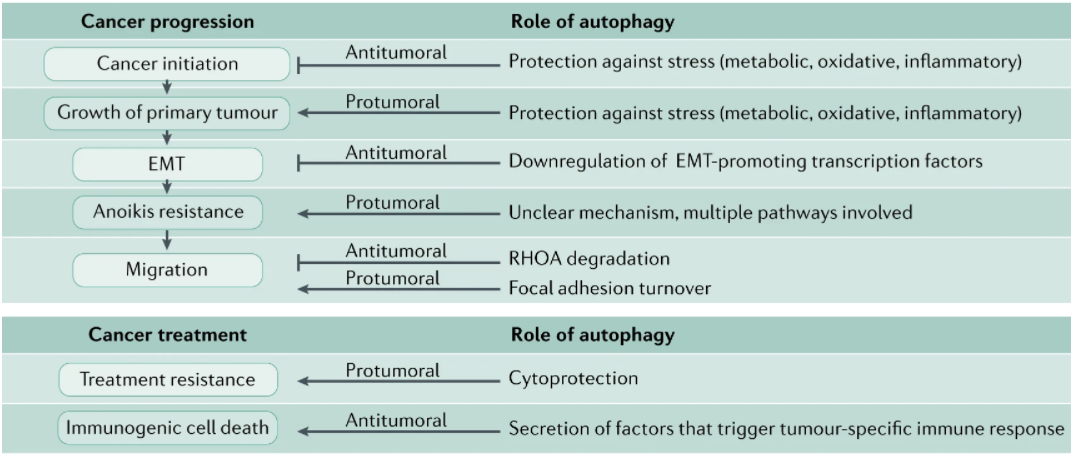 Cancer progression Role of autophagy
Cancer initiation Antitumoral Protection against stress (metabolic, oxidative, inflammatory)
Growth of primary tumour Protumoral Protection against stress (metabolic, oxidative, inflammatory)
EMT Antitumoral Downregulation of EMT-promoting transcription factors
Anoikis resistance Protumoral Unclear mechanism, multiple pathways involved
Migration Antitumoral RHOA degradation
Protumoral Focal adhesion turnover
Cancer treatment Role of autophagy
Treatment resistance Protumoral Cytoprotection
Immunogenic cell death Antitumoral Secretion of factors that trigger tumour-specific immune response